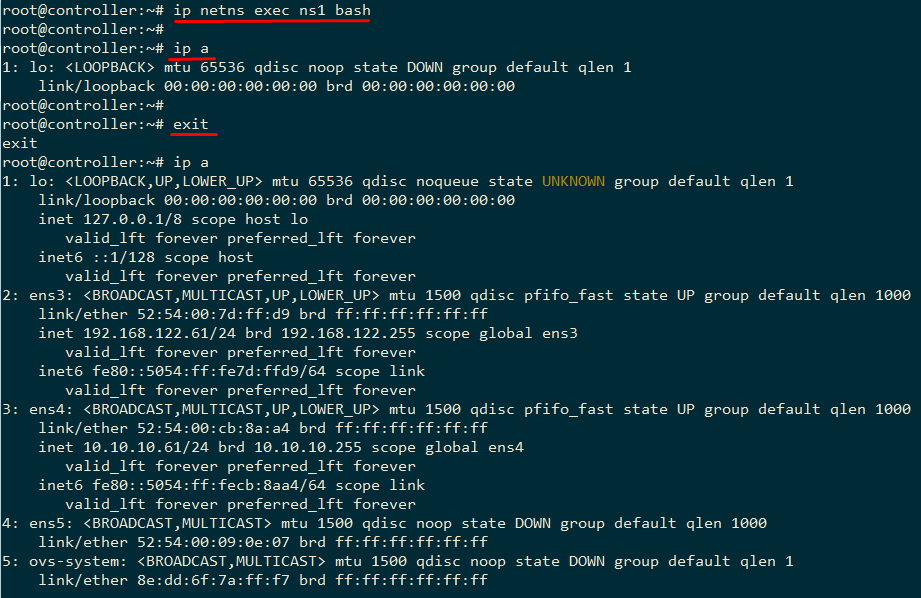 root@controller:~# ip netns exec ns1 bash
root@controller:~#
root@controller:~# ip a
1: lo: <LOOPBACK> mtu 65536 qdisc noop state DOWN group default qlen 1
    link/loopback 00:00:00:00:00:00 brd 00:00:00:00:00:00
root@controller:~#
root@controller:~# exit
exit
root@controller:~# ip a
1: lo: <LOOPBACK,UP,LOWER_UP> mtu 65536 qdisc noqueue state UNKNOWN group default qlen 1
    link/loopback 00:00:00:00:00:00 brd 00:00:00:00:00:00
    inet 127.0.0.1/8 scope host lo
       valid_lft forever preferred_lft forever
    inet6 ::1/128 scope host
       valid_lft forever preferred_lft forever
2: ens3: <BROADCAST,MULTICAST,UP,LOWER_UP> mtu 1500 qdisc pfifo_fast state UP group default qlen 1000
    link/ether 52:54:00:7d:ff:d9 brd ff:ff:ff:ff:ff:ff
    inet 192.168.122.61/24 brd 192.168.122.255 scope global ens3
       valid_lft forever preferred_lft forever
    inet6 fe80::5054:ff:fe7d:ffd9/64 scope link
       valid_lft forever preferred_lft forever
3: ens4: <BROADCAST,MULTICAST,UP,LOWER_UP> mtu 1500 qdisc pfifo_fast state UP group default qlen 1000
    link/ether 52:54:00:cb:8a:a4 brd ff:ff:ff:ff:ff:ff
    inet 10.10.10.61/24 brd 10.10.10.255 scope global ens4
       valid_lft forever preferred_lft forever
    inet6 fe80::5054:ff:fecb:8aa4/64 scope link
       valid_lft forever preferred_lft forever
4: ens5: <BROADCAST,MULTICAST> mtu 1500 qdisc noop state DOWN group default qlen 1000
    link/ether 52:54:00:09:0e:07 brd ff:ff:ff:ff:ff:ff
5: ovs-system: <BROADCAST,MULTICAST> mtu 1500 qdisc noop state DOWN group default qlen 1
    link/ether 8e:dd:6f:7a:ff:f7 brd ff:ff:ff:ff:ff:ff